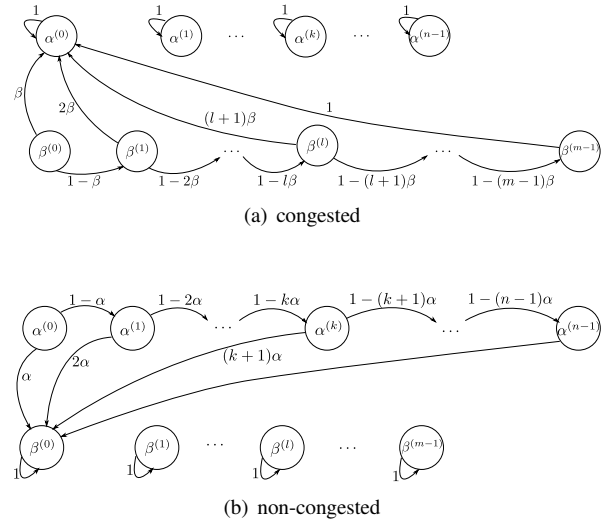 1 1 1 1
α^(0) α^(1) ... α^(k) ... α^(n−1)
β 2β (l+1)β 1
β^(0) β^(1) ... β^(l) ... β^(m−1)
1−β 1−2β 1−lβ 1−(l+1)β 1−(m−1)β
(a) congested
1−α 1−2α 1−kα 1−(k+1)α 1−(n−1)α
α^(0) α^(1) ... α^(k) ... α^(n−1)
α 2α (k+1)α
β^(0) β^(1) ... β^(l) ... β^(m−1)
1 1 1 1
(b) non-congested